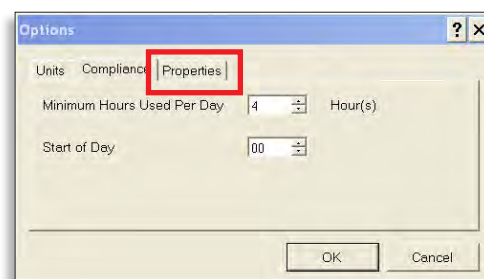 Options ? ×
Units Compliance Properties
Minimum Hours Used Per Day 4 Hour(s)
Start of Day 00
OK Cancel